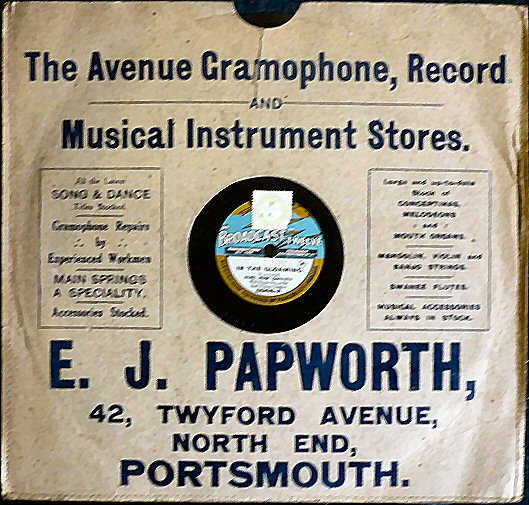 The Avenue Gramophone, Record
AND
Musical Instrument Stores.
All the Latest
SONG & DANCE
Titles Stocked.
Gramophone Repairs
∴ by ∴
Experienced Workmen
MAIN SPRINGS
A SPECIALITY.
Accessories Stocked.
BROADCAST TWELVE
IN THE GLOAMING
Large and up-to-date
Stock of
CONCERTINAS,
MELODEONS
and
MOUTH ORGANS.
MANDOLIN, VIOLIN and
BANJO STRINGS.
SWANEE FLUTES.
MUSICAL ACCESSORIES
ALWAYS IN STOCK.
E. J. PAPWORTH,
42, TWYFORD AVENUE,
NORTH END,
PORTSMOUTH.